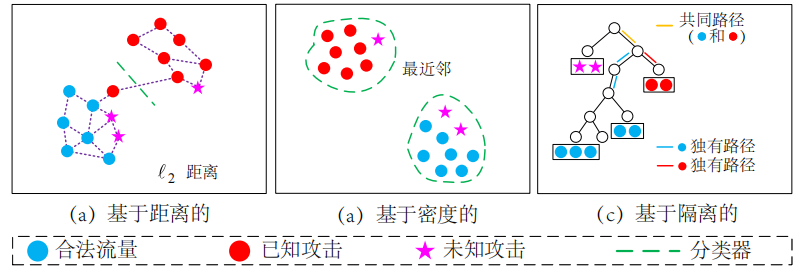 ℓ2 距离
最近邻
共同路径
(和)
独有路径
独有路径
(a) 基于距离的
(a) 基于密度的
(c) 基于隔离的
合法流量
已知攻击
未知攻击
分类器